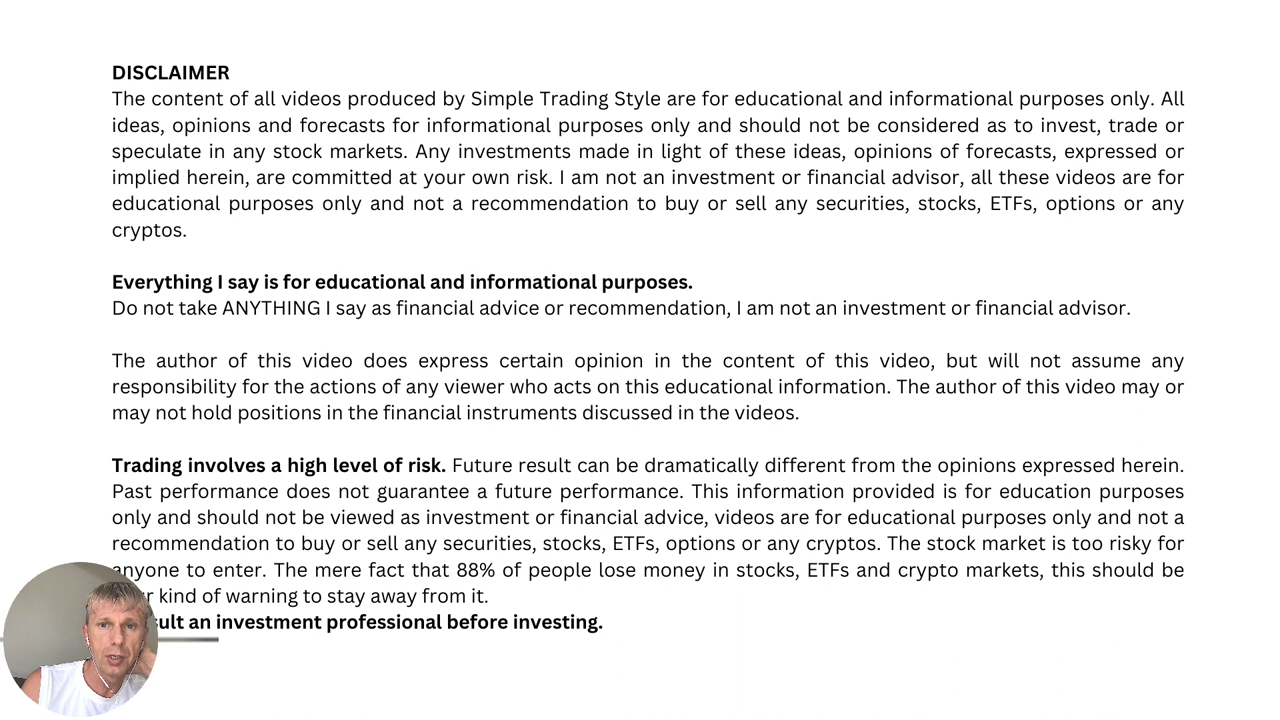 DISCLAIMER
The content of all videos produced by Simple Trading Style are for educational and informational purposes only. All
ideas, opinions and forecasts for informational purposes only and should not be considered as to invest, trade or
speculate in any stock markets. Any investments made in light of these ideas, opinions of forecasts, expressed or
implied herein, are committed at your own risk. I am not an investment or financial advisor, all these videos are for
educational purposes only and not a recommendation to buy or sell any securities, stocks, ETFs, options or any
cryptos.
Everything I say is for educational and informational purposes.
Do not take ANYTHING I say as financial advice or recommendation, I am not an investment or financial advisor.
The author of this video does express certain opinion in the content of this video, but will not assume any
responsibility for the actions of any viewer who acts on this educational information. The author of this video may or
may not hold positions in the financial instruments discussed in the videos.
Trading involves a high level of risk. Future result can be dramatically different from the opinions expressed herein.
Past performance does not guarantee a future performance. This information provided is for education purposes
only and should not be viewed as investment or financial advice, videos are for educational purposes only and not a
recommendation to buy or sell any securities, stocks, ETFs, options or any cryptos. The stock market is too risky for
anyone to enter. The mere fact that 88% of people lose money in stocks, ETFs and crypto markets, this should be
kind of warning to stay away from it.
an investment professional before investing.